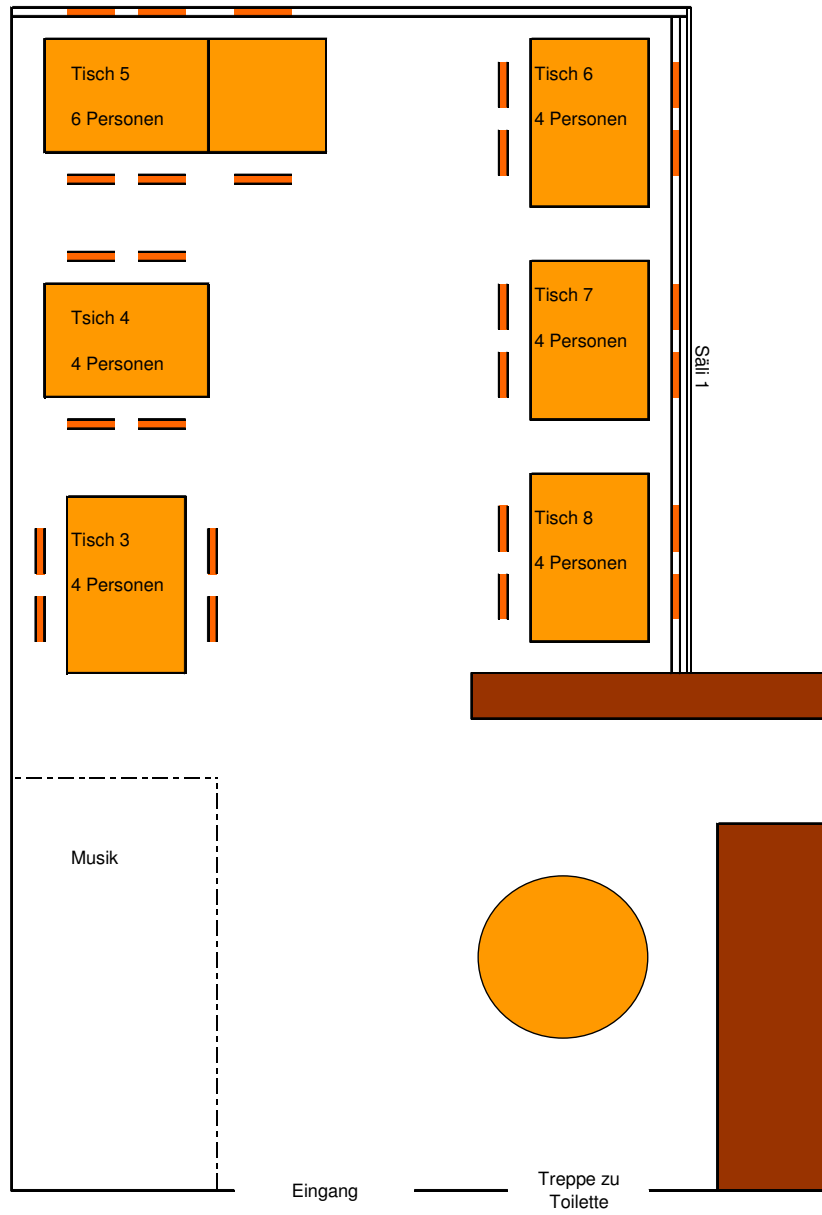 Tisch 5
6 Personen
Tisch 6
4 Personen
Tsich 4
4 Personen
Tisch 7
4 Personen
Säli 1
Tisch 3
4 Personen
Tisch 8
4 Personen
Musik
Eingang
Treppe zu
Toilette